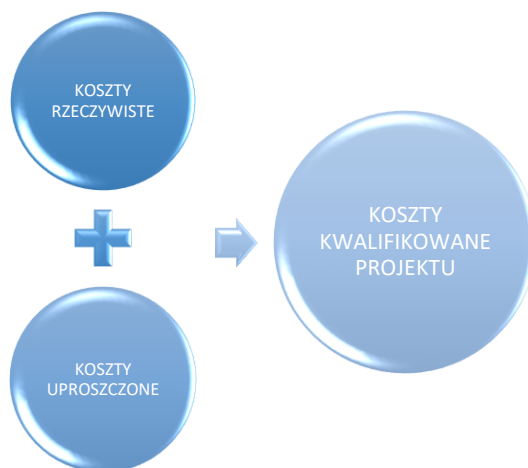 KOSZTY
RZECZYWISTE
KOSZTY
UPROSZCZONE
KOSZTY
KWALIFIKOWANE
PROJEKTU